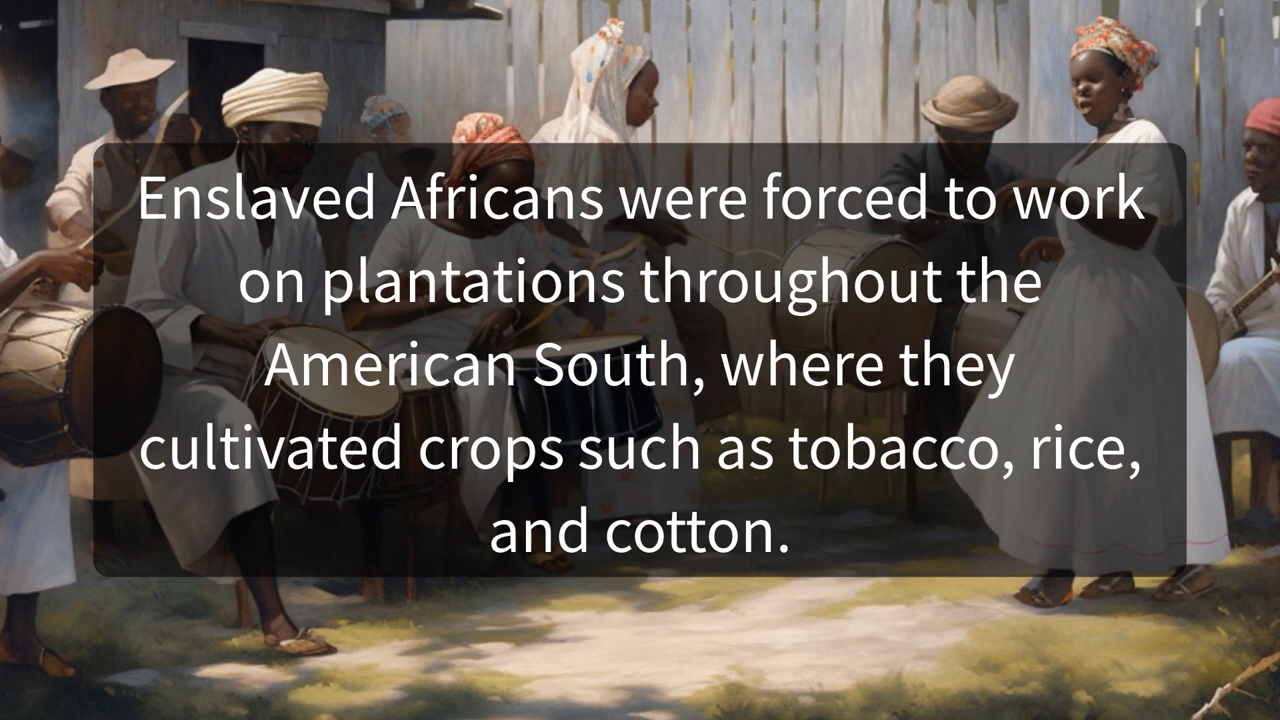 Enslaved Africans were forced to work
on plantations throughout the
American South, where they
cultivated crops such as tobacco, rice,
and cotton.